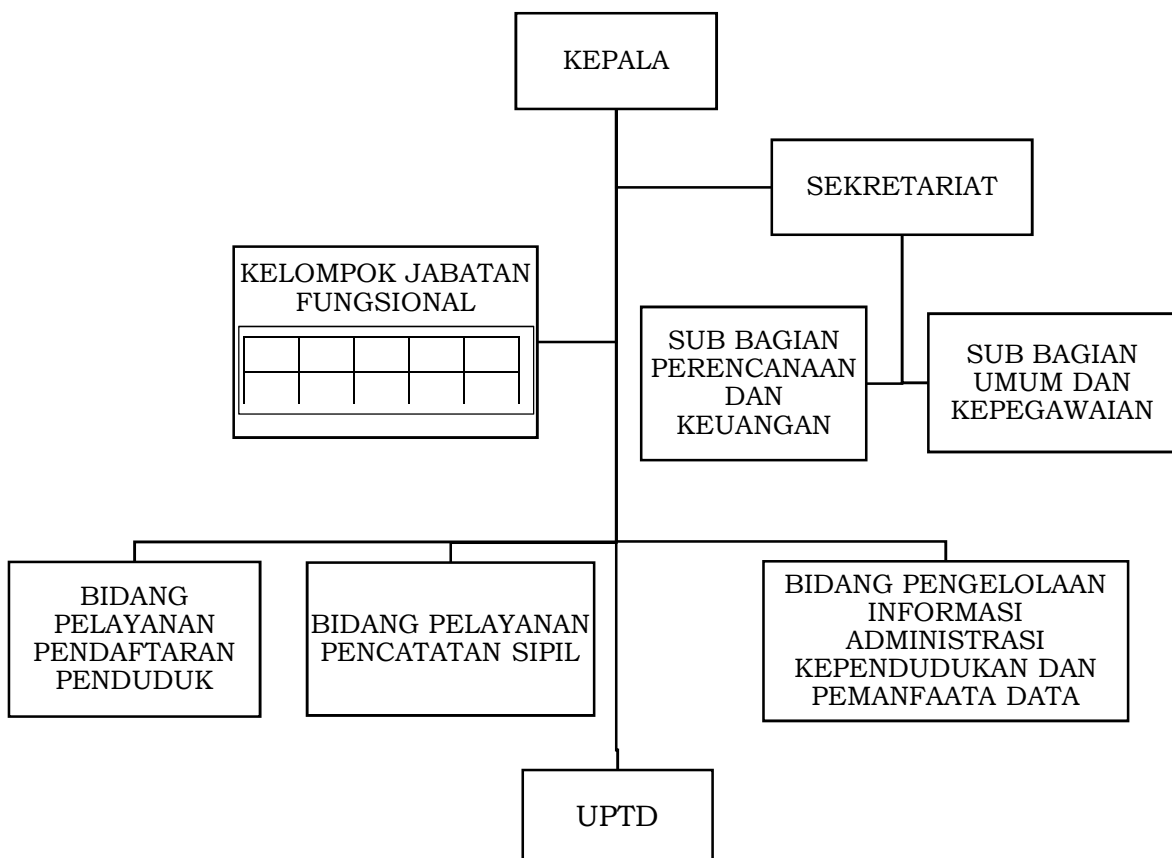 KEPALA
SEKRETARIAT
KELOMPOK JABATAN
FUNGSIONAL
SUB BAGIAN
PERENCANAAN
DAN
KEUANGAN
SUB BAGIAN
UMUM DAN
KEPEGAWAIAN
BIDANG
PELAYANAN
PENDAFTARAN
PENDUDUK
BIDANG PELAYANAN
PENCATATAN SIPIL
BIDANG PENGELOLAAN
INFORMASI
ADMINISTRASI
KEPENDUDUKAN DAN
PEMANFAATA DATA
UPTD